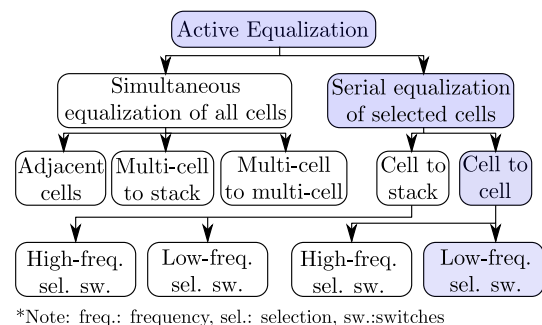 Active Equalization
Simultaneous
equalization of all cells
Serial equalization
of selected cells
Adjacent
cells
Multi-cell
to stack
Multi-cell
to multi-cell
Cell to
stack
Cell to
cell
High-freq.
sel. sw.
Low-freq.
sel. sw.
High-freq.
sel. sw.
Low-freq.
sel. sw.
*Note: freq.: frequency, sel.: selection, sw.:switches